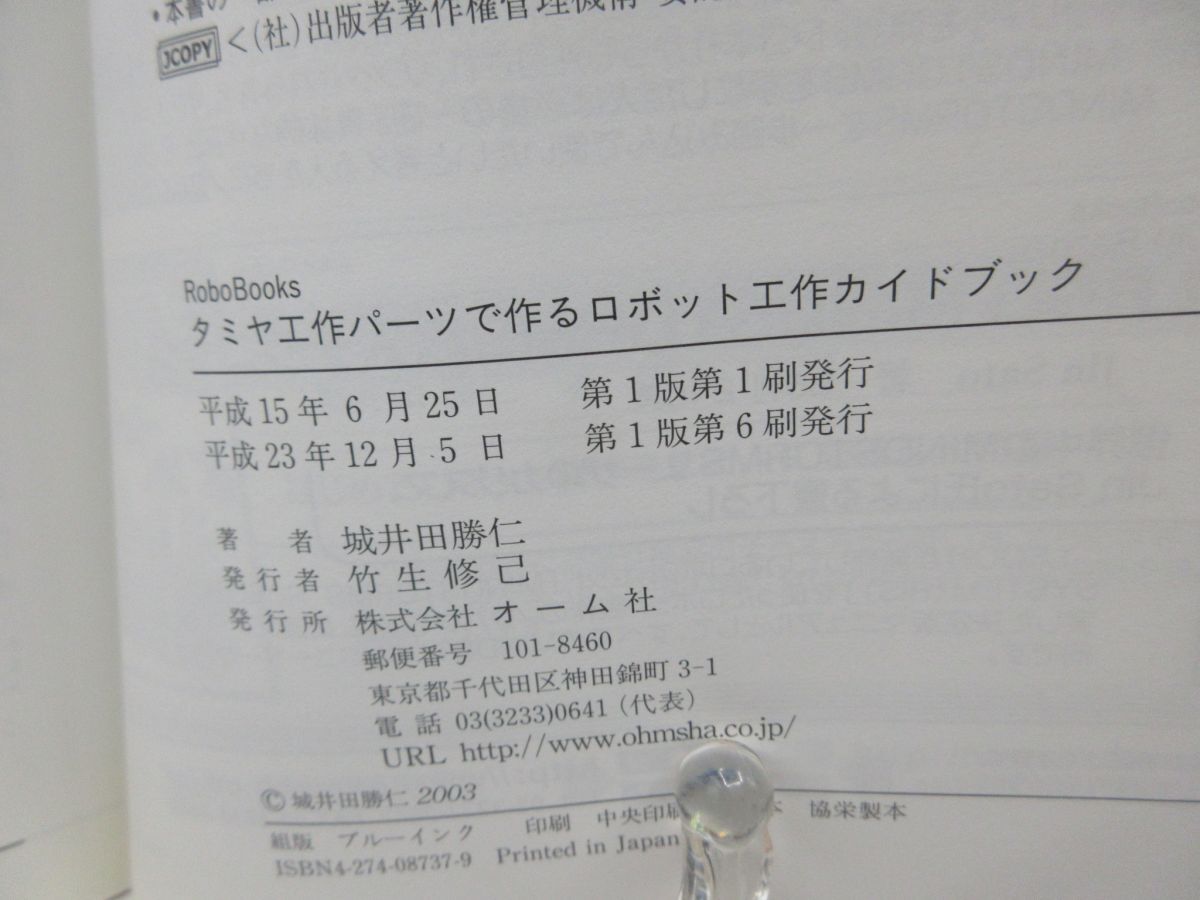 •本書の
JCOPY <(社)出版者著作権管理機構
RoboBooks
タミヤ工作パーツで作るロボット工作カイドブック
平成15年 6 月 25 日 第 1 版第 1 刷発行
平成23年 12 月 5 日 第 1 版第 6 刷発行
著 者 城井田勝仁
発行者 竹生修己
発行所 株式会社 オーム社
郵便番号 101-8460
東京都千代田区神田錦町 3-1
電話 03(3233)0641 (代表)
URL http://www.ohmsha.co.jp/
© 城井田勝仁 2003
組版 ブルーインク 印刷 中央印刷 本 協栄製本
ISBN4-274-08737-9 Printed in Japan